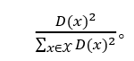 D(x)²
∑x∈X D(x)²。